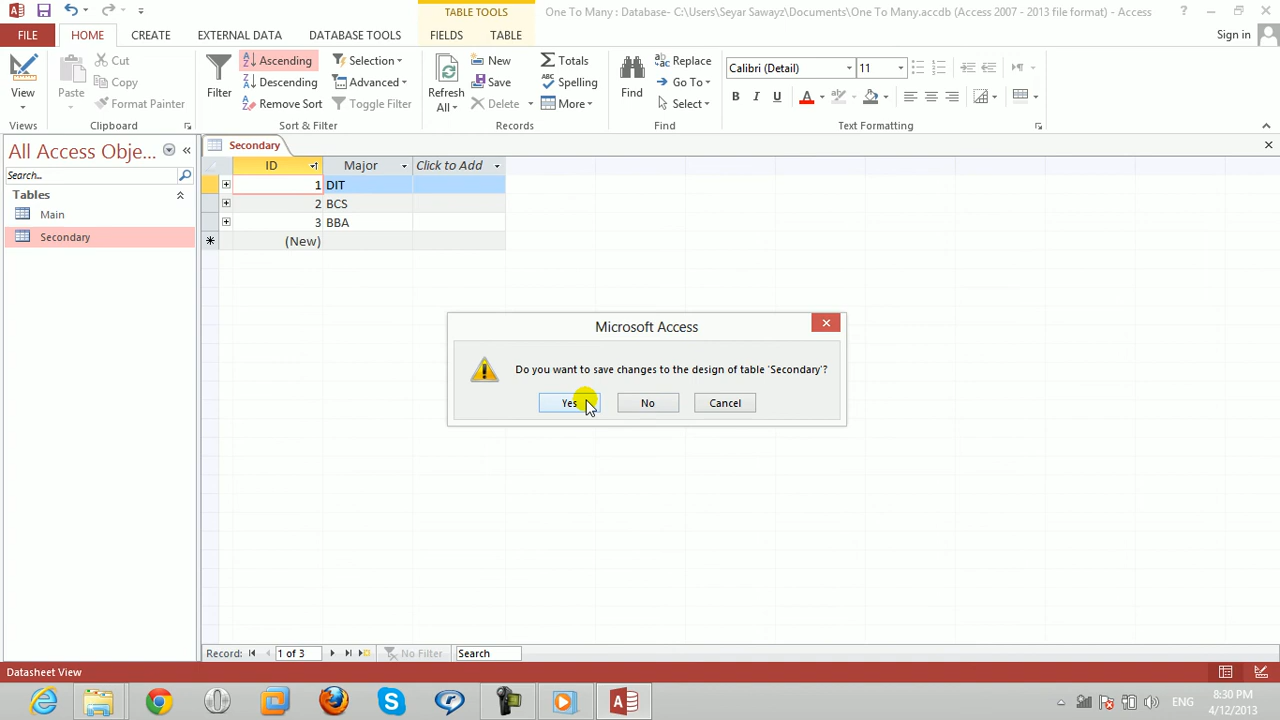 TABLE TOOLS
One To Many : Database- C:\Users\Seyar Sawayz\Documents\One To Many.accdb (Access 2007 - 2013 file format) - Access
FILE HOME CREATE EXTERNAL DATA DATABASE TOOLS FIELDS TABLE Sign in
View
Views
Paste
Cut
Copy
Format Painter
Clipboard
Filter
Ascending
Descending
Remove Sort
Selection
Advanced
Toggle Filter
Sort & Filter
Refresh
All
New
Save
Delete
Totals
Spelling
More
Records
Find
Replace
Go To
Select
Find
Calibri (Detail) 11
B I U A
Text Formatting
All Access Obje...
Search...
Tables
Main
Secondary
Secondary
ID Major Click to Add
1 DIT
2 BCS
3 BBA
(New)
Microsoft Access
Do you want to save changes to the design of table 'Secondary'?
Yes No Cancel
Record: 1 of 3 No Filter Search
Datasheet View
ENG
8:30 PM
4/12/2013